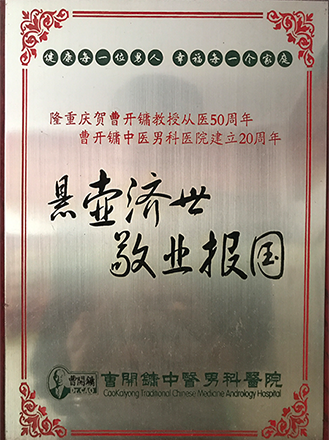 健康每一位男人 幸福每一个家庭
隆重庆贺曹开镛教授从医50周年
曹开镛中医男科医院建立20周年
悬壶济世
敬业报国
曹開鏞
曹開鏞中醫男科醫院
CaoKaiyong Traditional Chinese Medicine Andrology Hospital